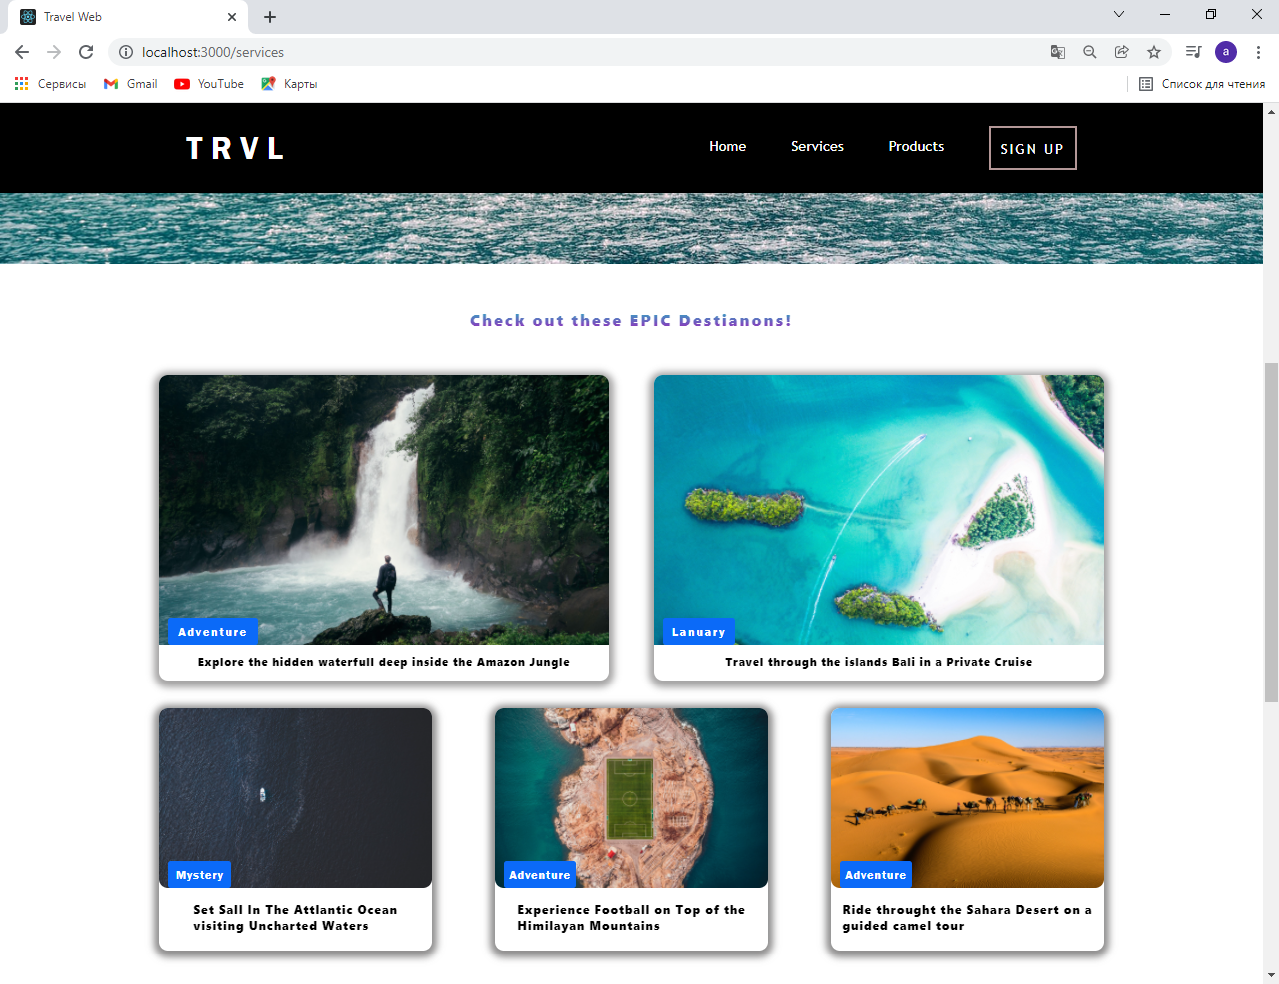 Travel Web
localhost:3000/services
a
Сервисы
Gmail
YouTube
Карты
Список для чтения
TRVL
Home
Services
Products
SIGN UP
Check out these EPIC Destianons!
Adventure
Explore the hidden waterfull deep inside the Amazon Jungle
Lanuary
Travel through the islands Bali in a Private Cruise
Mystery
Set Sall In The Attlantic Ocean
visiting Uncharted Waters
Adventure
Experience Football on Top of the
Himilayan Mountains
Adventure
Ride throught the Sahara Desert on a
guided camel tour